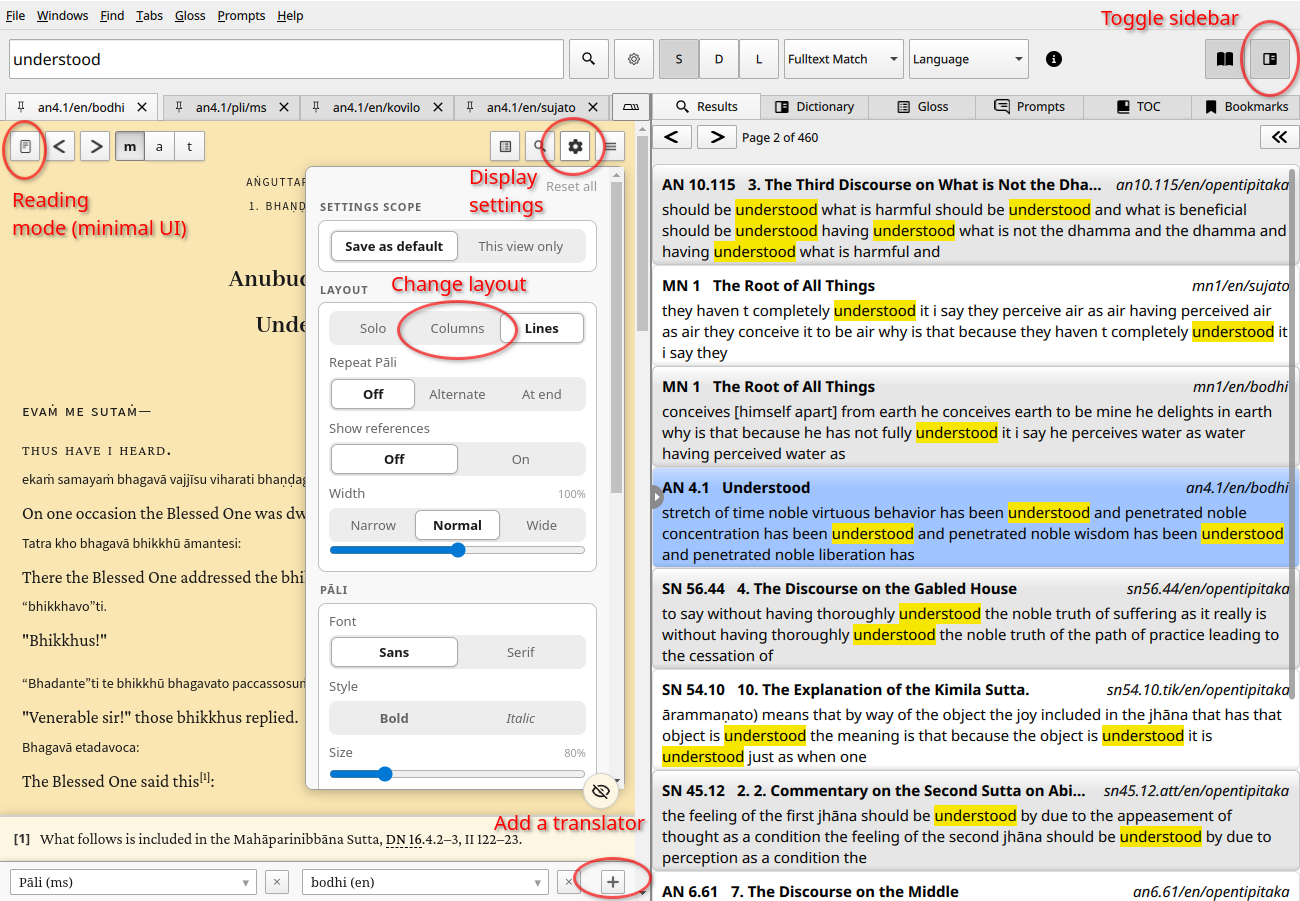 File Windows Find Tabs Gloss Prompts Help
Toggle sidebar
understood
S D L Fulltext Match Language
an4.1/en/bodhi an4.1/pli/ms an4.1/en/kovilo an4.1/en/sujato
Results Dictionary Gloss Prompts TOC Bookmarks
m a t
Page 2 of 460
Reading
mode (minimal UI)
Display
settings
Reset all
SETTINGS SCOPE
Save as default This view only
Change layout
LAYOUT
Solo Columns Lines
Repeat Pāli
Off Alternate At end
Show references
Off On
Width 100%
Narrow Normal Wide
PĀLI
Font
Sans Serif
Style
Bold Italic
Size 80%
AṄGUTTAR
1. BHAṆḌ
Anubud
Unde
EVAṀ ME SUTAṀ—
THUS HAVE I HEARD.
ekaṁ samayaṁ bhagavā vajjīsu viharati bhaṇḍag
On one occasion the Blessed One was dw
Tatra kho bhagavā bhikkhū āmantesi:
There the Blessed One addressed the bhi
“bhikkhavo”ti.
"Bhikkhus!"
“Bhadante”ti te bhikkhū bhagavato paccassosuṁ
"Venerable sir!" those bhikkhus replied.
Bhagavā etadavoca:
The Blessed One said this[1]:
Add a translator
[1] What follows is included in the Mahāparinibbāna Sutta, DN 16.4.2–3, II 122–23.
Pāli (ms) × bodhi (en) × +
AN 10.115 3. The Third Discourse on What is Not the Dha... an10.115/en/opentipitaka
should be understood what is harmful should be understood and what is beneficial
should be understood having understood what is not the dhamma and the dhamma and
having understood what is harmful and
MN 1 The Root of All Things mn1/en/sujato
they haven t completely understood it i say they perceive air as air having perceived air
as air they conceive it to be air why is that because they haven t completely understood it
i say they
MN 1 The Root of All Things mn1/en/bodhi
conceives [himself apart] from earth he conceives earth to be mine he delights in earth
why is that because he has not fully understood it i say he perceives water as water
having perceived water as
AN 4.1 Understood an4.1/en/bodhi
stretch of time noble virtuous behavior has been understood and penetrated noble
concentration has been understood and penetrated noble wisdom has been understood
and penetrated noble liberation has
SN 56.44 4. The Discourse on the Gabled House sn56.44/en/opentipitaka
to say without having thoroughly understood the noble truth of suffering as it really is
without having thoroughly understood the noble truth of the path of practice leading to
the cessation of
SN 54.10 10. The Explanation of the Kimila Sutta. sn54.10.tik/en/opentipitaka
ārammaṇato) means that by way of the object the joy included in the jhāna that has that
object is understood the meaning is that because the object is understood it is
understood just as when one
SN 45.12 2. 2. Commentary on the Second Sutta on Abi... sn45.12.att/en/opentipitaka
the feeling of the first jhāna should be understood by due to the appeasement of
thought as a condition the feeling of the second jhāna should be understood by due to
perception as a condition the
AN 6.61 7. The Discourse on the Middle an6.61/en/opentipitaka